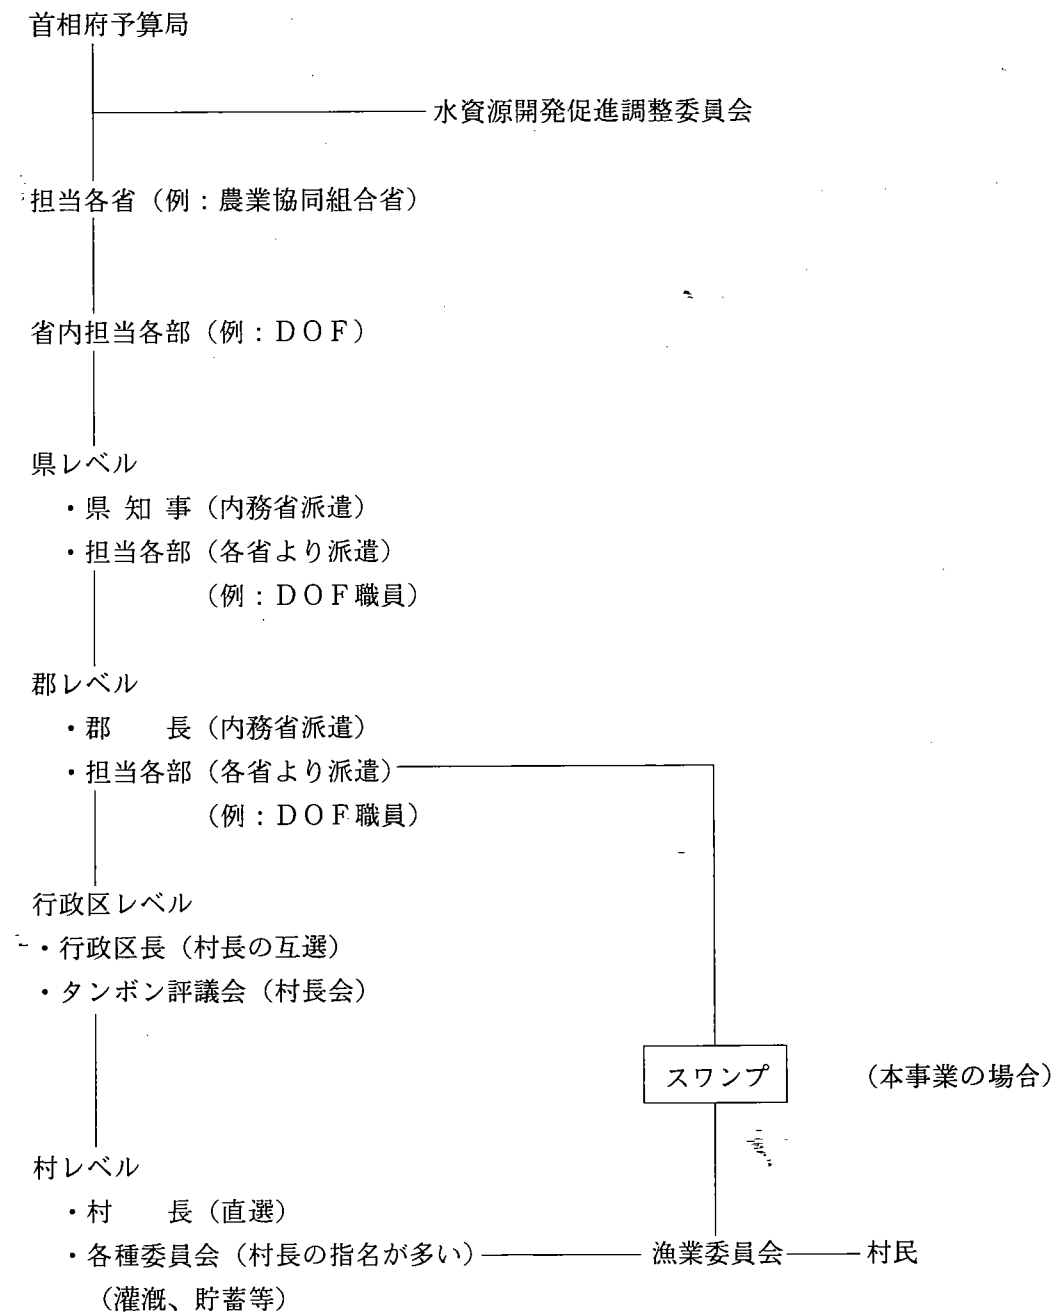 首相府予算局
水資源開発促進調整委員会
担当各省（例：農業協同組合省）
省内担当各部（例：ＤＯＦ）
県レベル
・県 知 事（内務省派遣）
・担当各部（各省より派遣）
（例：ＤＯＦ職員）
郡レベル
・郡　　長（内務省派遣）
・担当各部（各省より派遣）
（例：ＤＯＦ職員）
行政区レベル
・行政区長（村長の互選）
・タンボン評議会（村長会）
スワンプ　（本事業の場合）
村レベル
・村　　長（直選）
・各種委員会（村長の指名が多い）　漁業委員会　村民
（灌漑、貯蓄等）